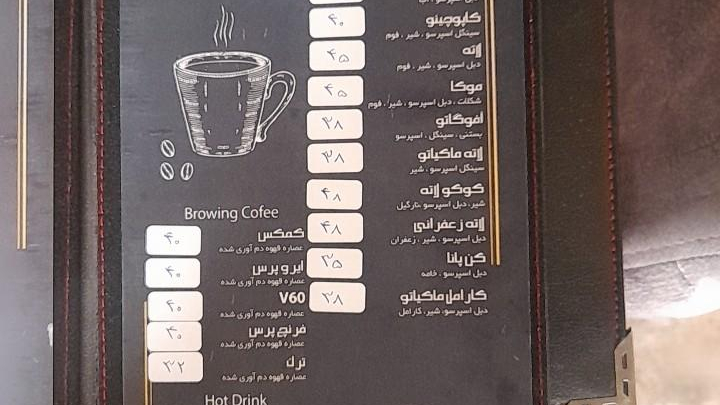 کاپوچینو ۴۰
سینگل اسپرسو ، شیر ، فوم
لاته ۴۵
دبل اسپرسو ، شیر ، فوم
موکا ۴۵
شکلات ، دبل اسپرسو ، شیر ، فوم
آفوگاتو ۳۸
بستنی ، سینگل ، اسپرسو
لاته ماکیاتو ۳۸
سینگل اسپرسو ، شیر
کوکو لاته ۴۸
شیر، دبل اسپرسو ،نارگیل
لاته زعفرانی ۴۸
دبل اسپرسو ، شیر ، زعفران
کن پانا ۳۵
دبل اسپرسو ، خامه
کارامل ماکیاتو ۳۸
دبل اسپرسو، شیر، کارامل
Browing Cofee
کمکس ۴۰
عصاره قهوه دم آوری شده
ایروپرس ۴۰
عصاره قهوه دم آوری شده
V60 ۴۰
عصاره قهوه دم آوری شده
فرنچ پرس ۴۰
عصاره قهوه دم آوری شده
ترک ۳۲
عصاره قهوه دم آوری شده
Hot Drink